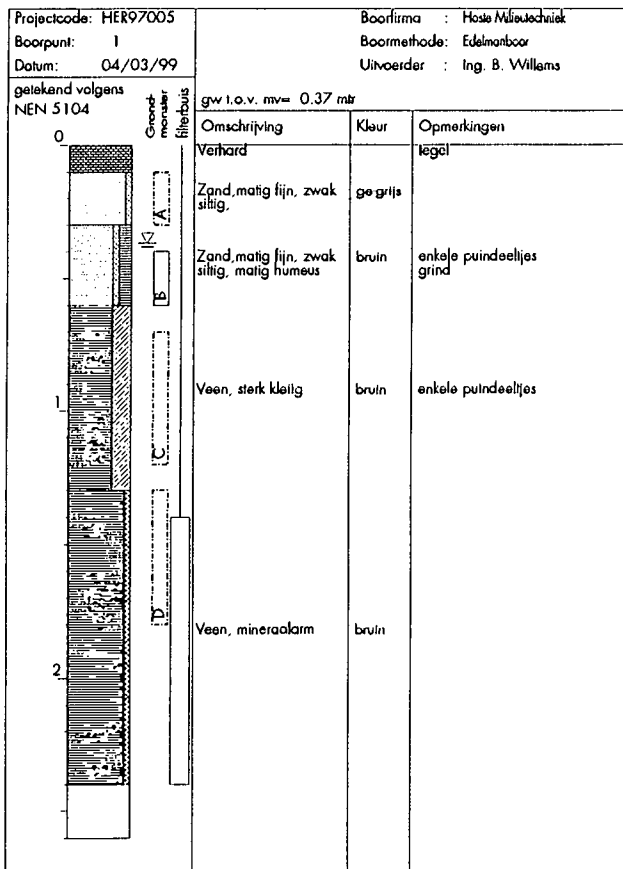 Projectcode: HER97005
Boorpunt: 1
Datum: 04/03/99
Boorfirma : Hoste Milieutechniek
Boormethode: Edelmanboor
Uitvoerder : Ing. B. Willems
getekend volgens
NEN 5104
Grond-
monster
filterbuis
gw t.o.v. mv= 0.37 mtr
Omschrijving Kleur Opmerkingen
0
Verhard tegel
Zand,matig fijn, zwak ge grijs
siltig,
A
Zand,matig fijn, zwak bruin enkele puindeeltjes
siltig, matig humeus grind
B
1
Veen, sterk kleiig bruin enkele puindeeltjes
C
D
Veen, mineraalarm bruin
2